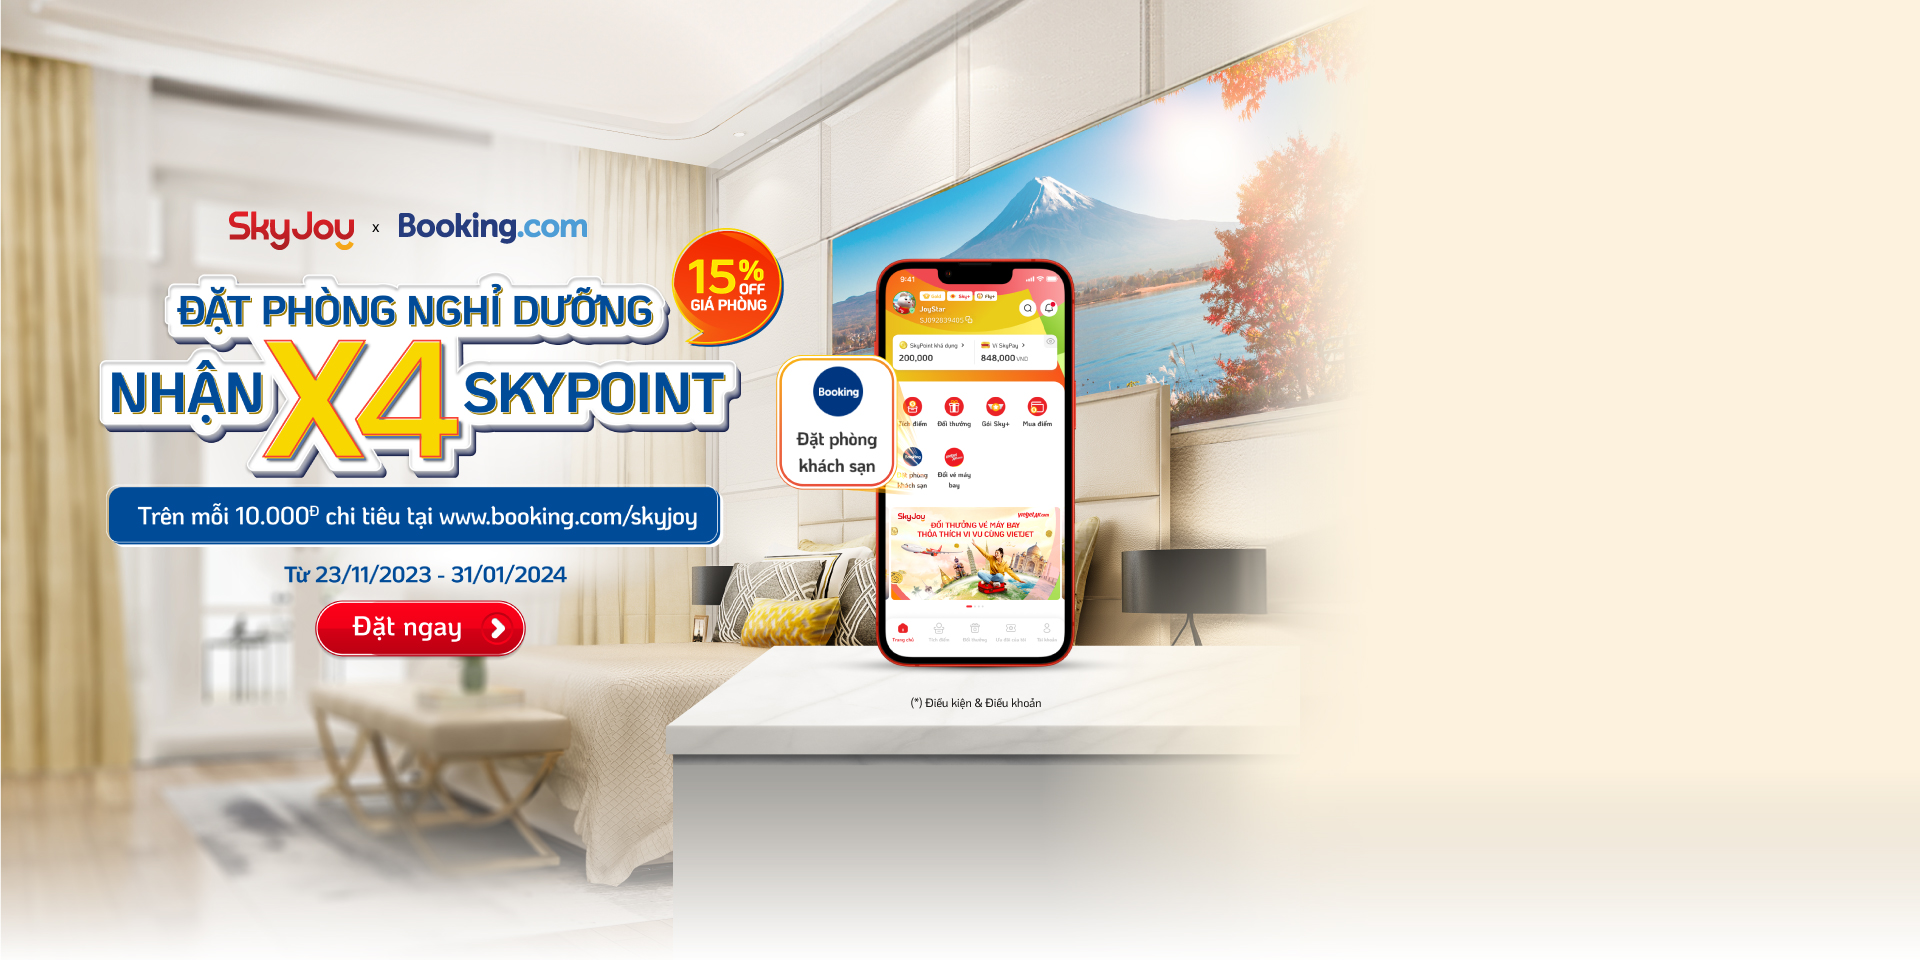 SkyJoy x Booking.com
ĐẶT PHÒNG NGHỈ DƯỠNG
NHẬN X4 SKYPOINT
15% OFF
GIÁ PHÒNG
Trên mỗi 10.000Đ chi tiêu tại www.booking.com/skyjoy
Từ 23/11/2023 - 31/01/2024
Đặt ngay
Booking
Đặt phòng
khách sạn
9:41
Gold Sky+ Fly+
JoyStar
SJ092839405
SkyPoint khả dụng
Ví SkyPay
200,000
848,000 VND
điểm
Đổi thưởng
Gói Sky+
Mua điểm
Booking
phòng
khách sạn
Đổi vé máy
bay
SkyJoy
vietjetAir.com
ĐỔI THƯỞNG VÉ MÁY BAY
THỎA THÍCH VI VU CÙNG VIETJET
Trang chủ
Tích điểm
Đổi thưởng
Ưu đãi của tôi
Tài khoản
(*) Điều kiện & Điều khoản